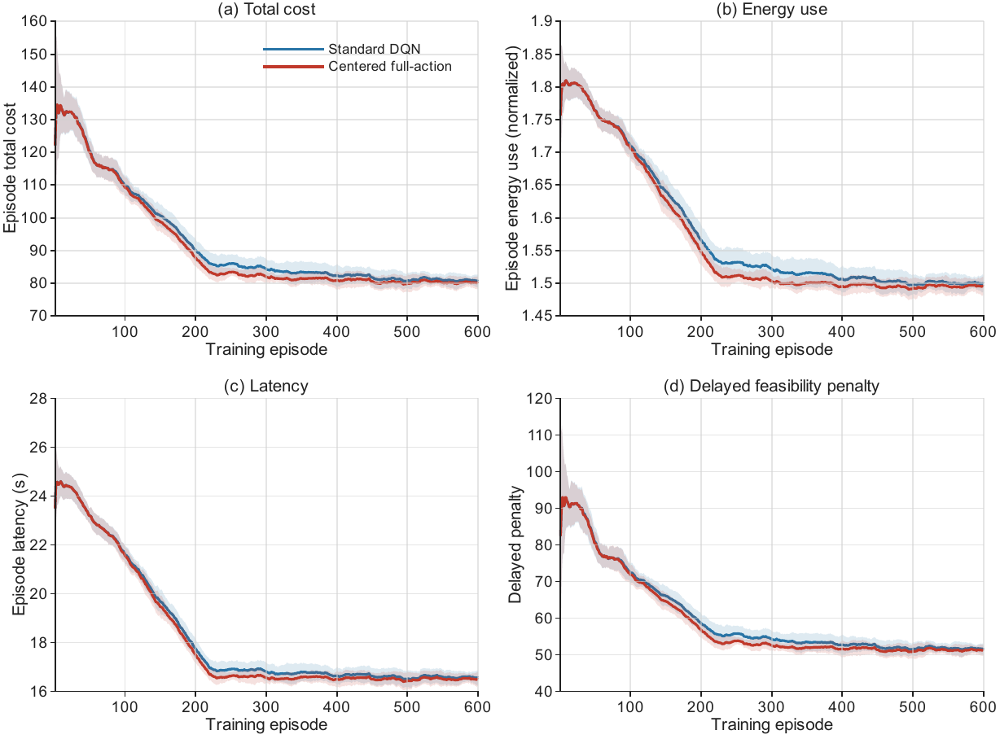 (a) Total cost
160
150
140
130
120
110
100
90
80
70
Episode total cost
Standard DQN
Centered full-action
100 200 300 400 500 600
Training episode
(b) Energy use
1.9
1.85
1.8
1.75
1.7
1.65
1.6
1.55
1.5
1.45
Episode energy use (normalized)
100 200 300 400 500 600
Training episode
(c) Latency
28
26
24
22
20
18
16
Episode latency (s)
100 200 300 400 500 600
Training episode
(d) Delayed feasibility penalty
120
110
100
90
80
70
60
50
40
Delayed penalty
100 200 300 400 500 600
Training episode